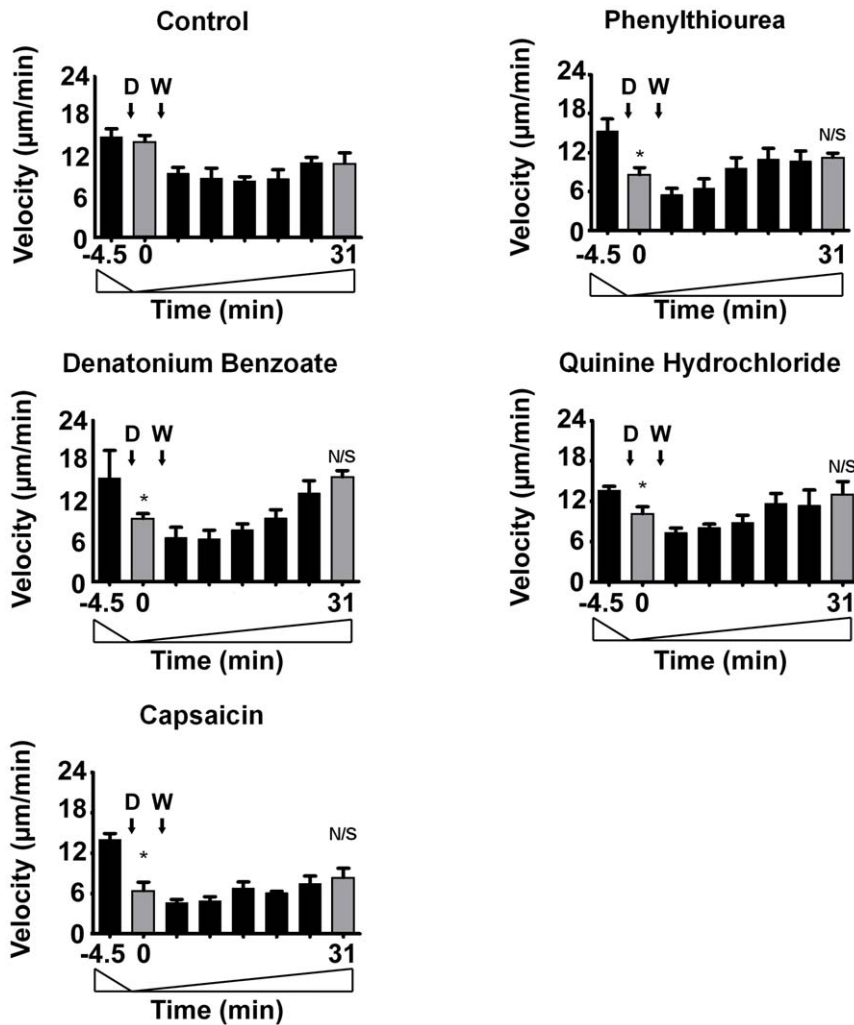 Control
Velocity (µm/min)
24
18
12
6
0
D W
-4.5 0 31
Time (min)
Phenylthiourea
Velocity (µm/min)
24
18
12
6
0
D W
*
N/S
-4.5 0 31
Time (min)
Denatonium Benzoate
Velocity (µm/min)
24
18
12
6
0
D W
*
N/S
-4.5 0 31
Time (min)
Quinine Hydrochloride
Velocity (µm/min)
24
18
12
6
0
D W
*
N/S
-4.5 0 31
Time (min)
Capsaicin
Velocity (µm/min)
24
18
12
6
0
D W
*
N/S
-4.5 0 31
Time (min)